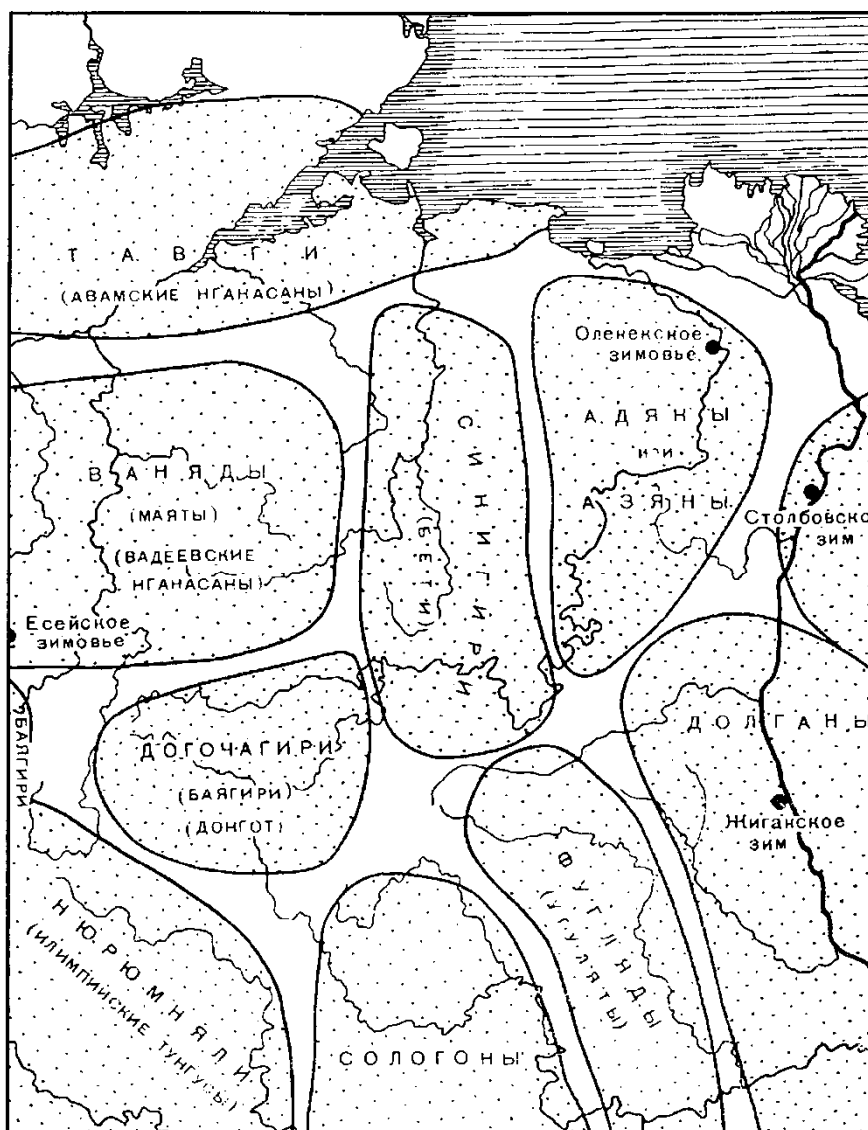 ТАВГИ
(АВАМСКИЕ НГАНАСАНЫ)
Оленекское
зимовье
АДЯНЫ
или
АЗЯНЫ
СИНИГИРИ
(БЕТИ)
ВАНЯДЫ
(МАЯТЫ)
(ВАДЕЕВСКИЕ
НГАНАСАНЫ)
Столбовско
зим
Есейское
зимовье
БАЯГИРИ
ДОЛГАНЫ
ДОГОЧАГИРИ
(БАЯГИРИ)
(ДОНГОТ)
Жиганское
зим
ВУГЛЯДЫ
(УГУЛЯТЫ)
НЮРЮМНЯЛИ
(ИЛИМПИЙСКИЕ ТУНГУСЫ)
СОЛОГОНЫ